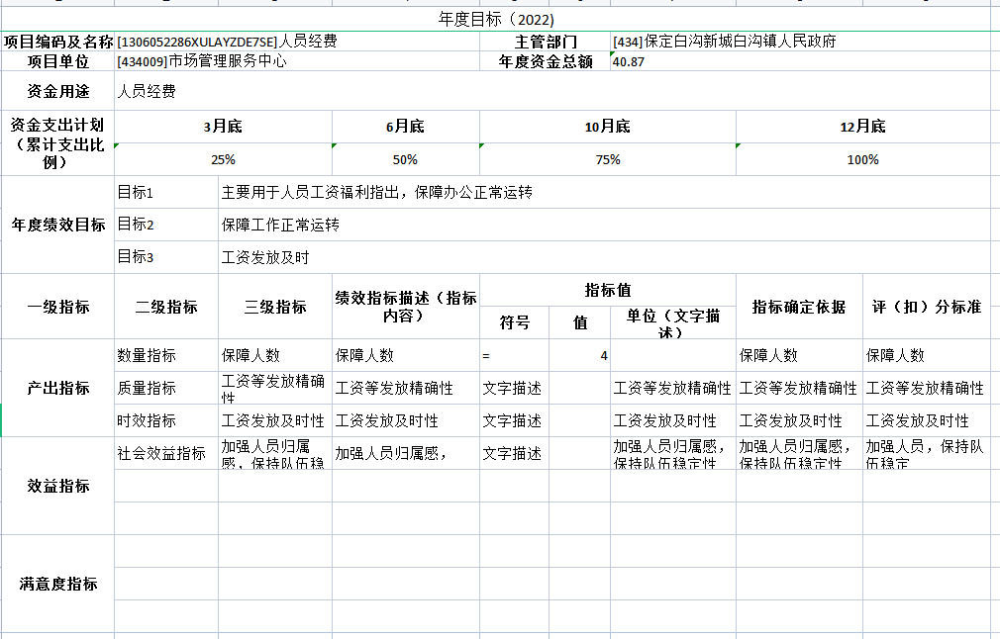 年度目标（2022）
项目编码及名称 [1306052286XULAYZDE7SE]人员经费 主管部门 [434]保定白沟新城白沟镇人民政府
项目单位 [434009]市场管理服务中心 年度资金总额 40.87
资金用途 人员经费
资金支出计划（累计支出比例） 3月底 6月底 10月底 12月底
25% 50% 75% 100%
年度绩效目标 目标1 主要用于人员工资福利指出，保障办公正常运转
目标2 保障工作正常运转
目标3 工资发放及时
一级指标 二级指标 三级指标 绩效指标描述（指标内容） 指标值 指标确定依据 评（扣）分标准
符号 值 单位（文字描述）
产出指标 数量指标 保障人数 保障人数 = 4 保障人数 保障人数
质量指标 工资等发放精确性 工资等发放精确性 文字描述 工资等发放精确性 工资等发放精确性 工资等发放精确性
时效指标 工资发放及时性 工资发放及时性 文字描述 工资发放及时性 工资发放及时性 工资发放及时性
效益指标 社会效益指标 加强人员归属感，保持队伍稳 加强人员归属感， 文字描述 加强人员归属感，保持队伍稳定性 加强人员归属感，保持队伍稳定性 加强人员，保持队伍稳定
满意度指标